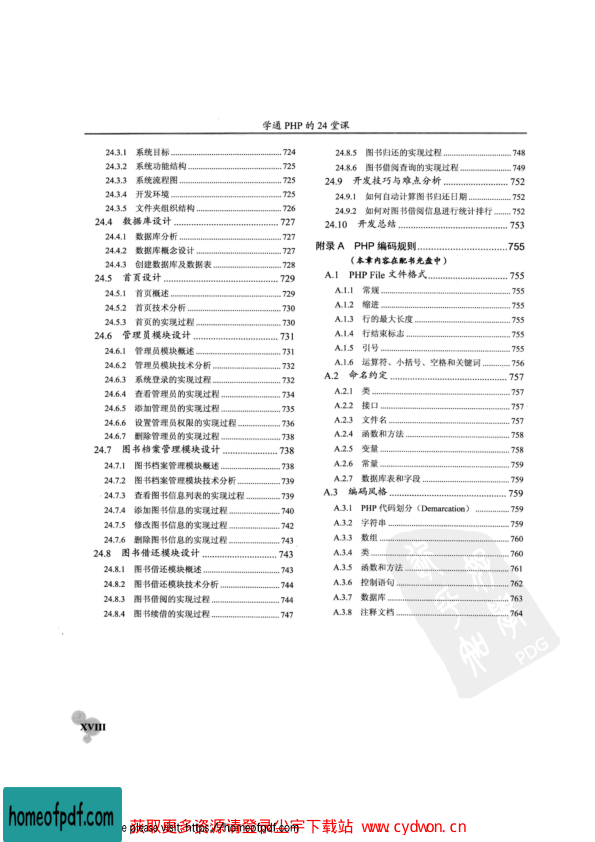 学通 PHP 的 24 堂课
24.3.1 系统目标 724
24.3.2 系统功能结构 725
24.3.3 系统流程图 725
24.3.4 开发环境 725
24.3.5 文件夹组织结构 726
24.4 数据库设计 727
24.4.1 数据库分析 727
24.4.2 数据库概念设计 727
24.4.3 创建数据库及数据表 728
24.5 首页设计 729
24.5.1 首页概述 729
24.5.2 首页技术分析 730
24.5.3 首页的实现过程 730
24.6 管理员模块设计 731
24.6.1 管理员模块概述 731
24.6.2 管理员模块技术分析 732
24.6.3 系统登录的实现过程 732
24.6.4 查看管理员的实现过程 734
24.6.5 添加管理员的实现过程 735
24.6.6 设置管理员权限的实现过程 736
24.6.7 删除管理员的实现过程 738
24.7 图书档案管理模块设计 738
24.7.1 图书档案管理模块概述 738
24.7.2 图书档案管理模块技术分析 739
24.7.3 查看图书信息列表的实现过程 739
24.7.4 添加图书信息的实现过程 740
24.7.5 修改图书信息的实现过程 742
24.7.6 删除图书信息的实现过程 743
24.8 图书借还模块设计 743
24.8.1 图书借还模块概述 743
24.8.2 图书借还模块技术分析 744
24.8.3 图书借阅的实现过程 744
24.8.4 图书续借的实现过程 747
24.8.5 图书归还的实现过程 748
24.8.6 图书借阅查询的实现过程 749
24.9 开发技巧与难点分析 752
24.9.1 如何自动计算图书归还日期 752
24.9.2 如何对图书借阅信息进行统计排行 752
24.10 开发总结 753
附录 A PHP 编码规则 755
（本章内容在配书光盘中）
A.1 PHP File 文件格式 755
A.1.1 常规 755
A.1.2 缩进 755
A.1.3 行的最大长度 755
A.1.4 行结束标志 755
A.1.5 引号 755
A.1.6 运算符、小括号、空格和关键词 756
A.2 命名约定 757
A.2.1 类 757
A.2.2 接口 757
A.2.3 文件名 757
A.2.4 函数和方法 758
A.2.5 变量 758
A.2.6 常量 759
A.2.7 数据库表和字段 759
A.3 编码风格 759
A.3.1 PHP 代码划分（Demarcation） 759
A.3.2 字符串 759
A.3.3 数组 760
A.3.4 类 760
A.3.5 函数和方法 761
A.3.6 控制语句 762
A.3.7 数据库 763
A.3.8 注释文档 764
PDG
XVIII
homeofpdf.com
please visit: https://homeofpdf.com
获取更多资源请登录公宇下载站 www.cydwon.cn